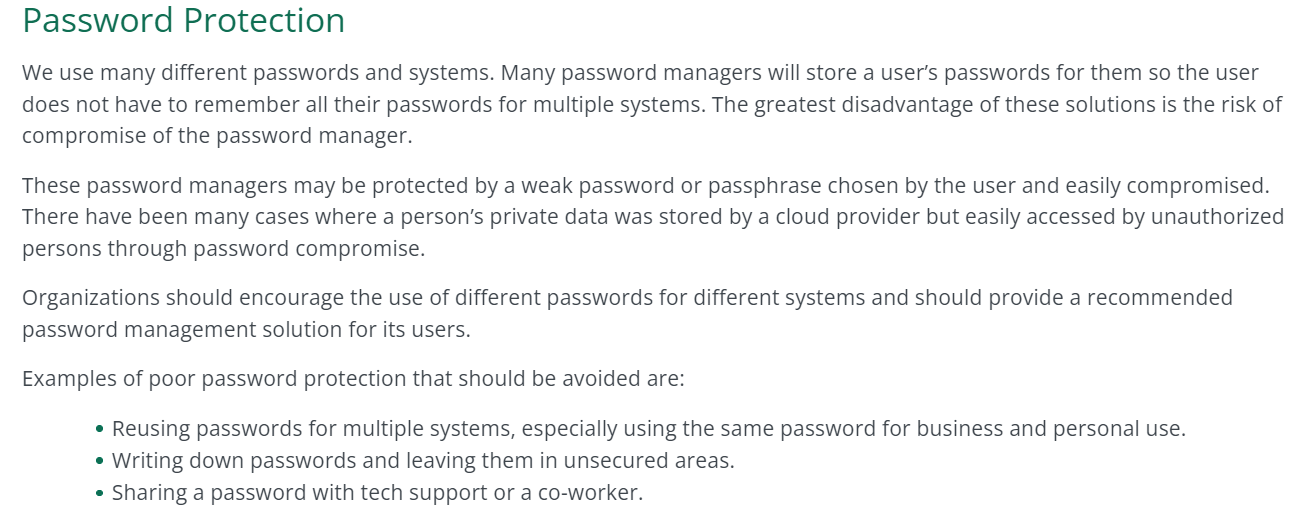 Password Protection
We use many different passwords and systems. Many password managers will store a user’s passwords for them so the user
does not have to remember all their passwords for multiple systems. The greatest disadvantage of these solutions is the risk of
compromise of the password manager.
These password managers may be protected by a weak password or passphrase chosen by the user and easily compromised.
There have been many cases where a person’s private data was stored by a cloud provider but easily accessed by unauthorized
persons through password compromise.
Organizations should encourage the use of different passwords for different systems and should provide a recommended
password management solution for its users.
Examples of poor password protection that should be avoided are:
• Reusing passwords for multiple systems, especially using the same password for business and personal use.
• Writing down passwords and leaving them in unsecured areas.
• Sharing a password with tech support or a co-worker.